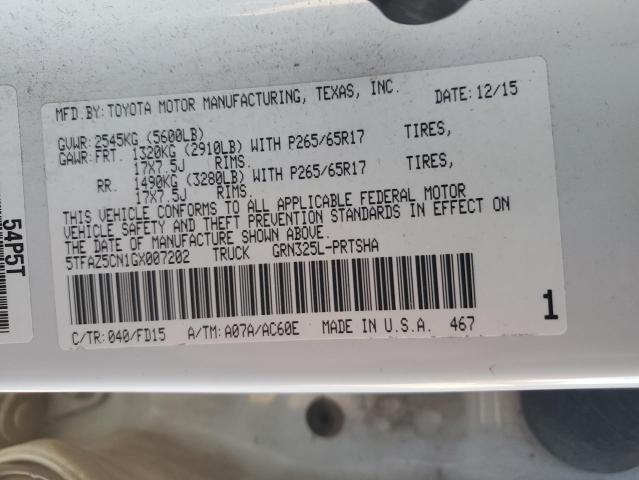 MFD.BY: TOYOTA MOTOR MANUFACTURING, TEXAS, INC. DATE: 12/15
GVWR: 2545KG (5600LB)
GAWR: FRT. 1320KG (2910LB) WITH P265/65R17 TIRES,
17X7.5J RIMS.
RR. 1490KG (3280LB) WITH P265/65R17 TIRES,
17X7.5J RIMS.
THIS VEHICLE CONFORMS TO ALL APPLICABLE FEDERAL MOTOR
VEHICLE SAFETY AND THEFT PREVENTION STANDARDS IN EFFECT ON
THE DATE OF MANUFACTURE SHOWN ABOVE.
5TFAZ5CN1GX007202 TRUCK GRN325L-PRTSHA
1
C/TR: 040/FD15 A/TM: A07A/AC60E MADE IN U.S.A. 467
54P5T